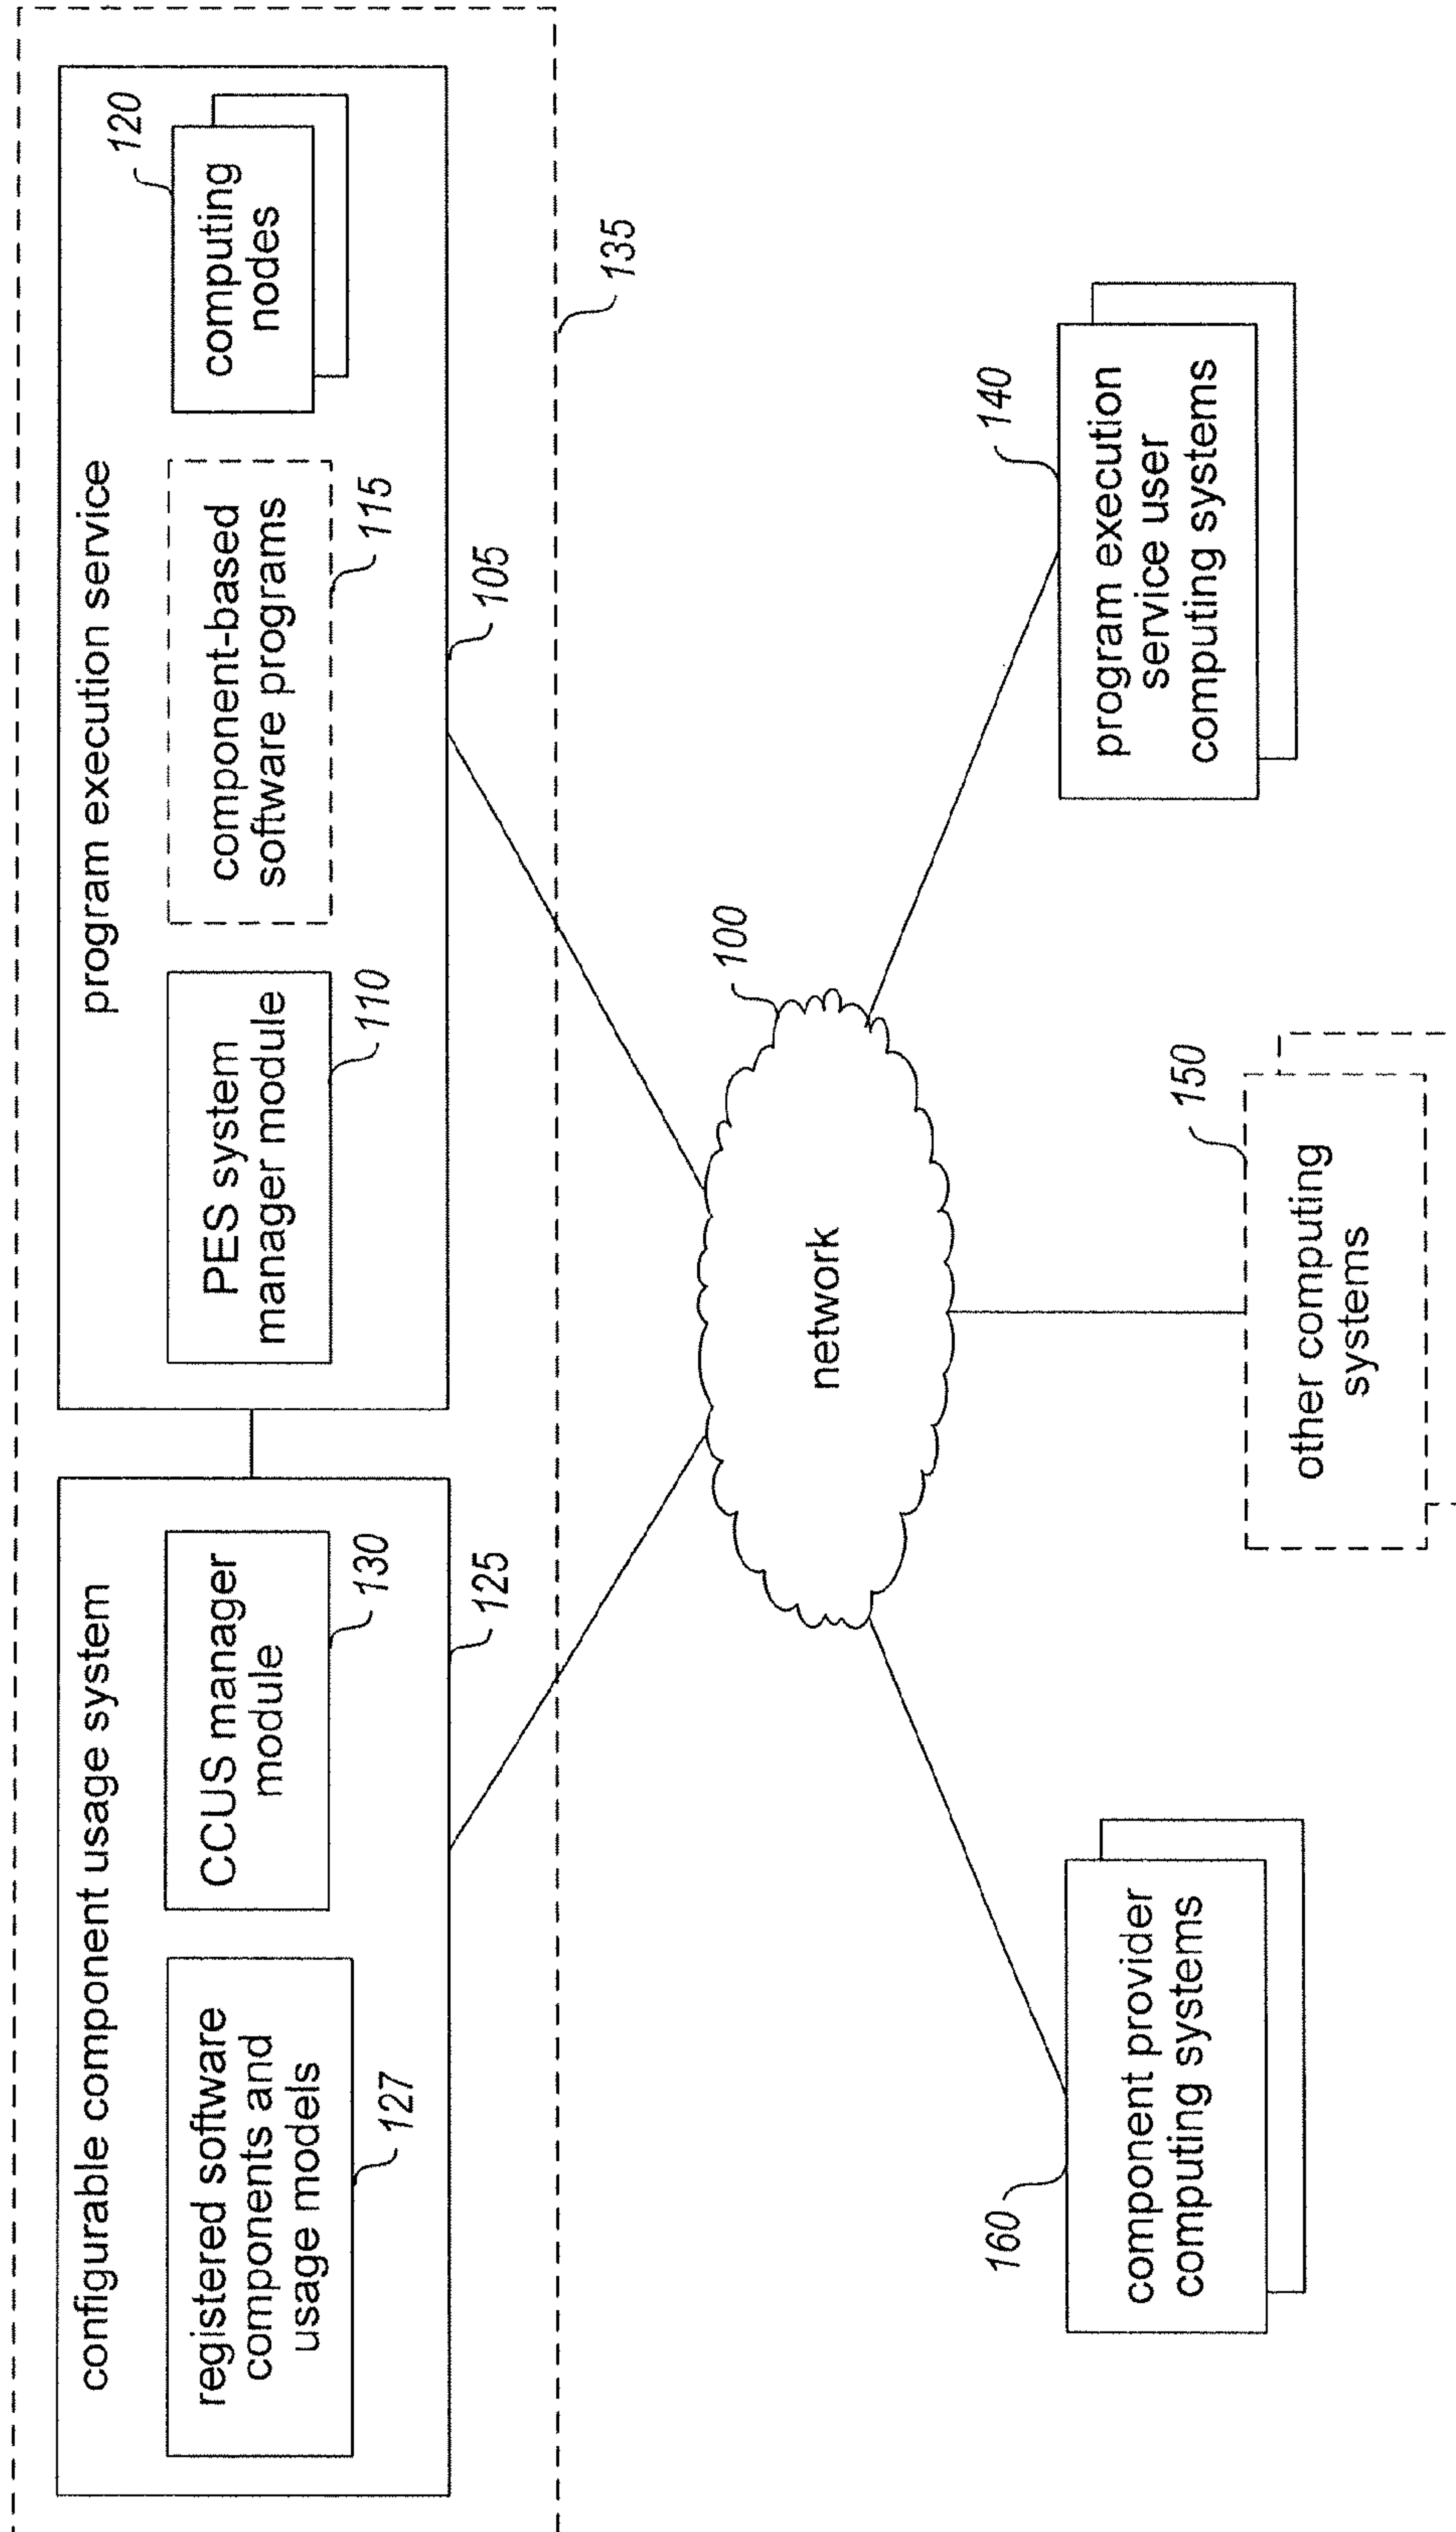 configurable component usage system
registered software
components and
usage models
127
CCUS manager
module
130
125
program execution service
PES system
manager module
110
component-based
software programs
115
computing
nodes
120
105
135
network
100
160
component provider
computing systems
150
other computing
systems
140
program execution
service user
computing systems